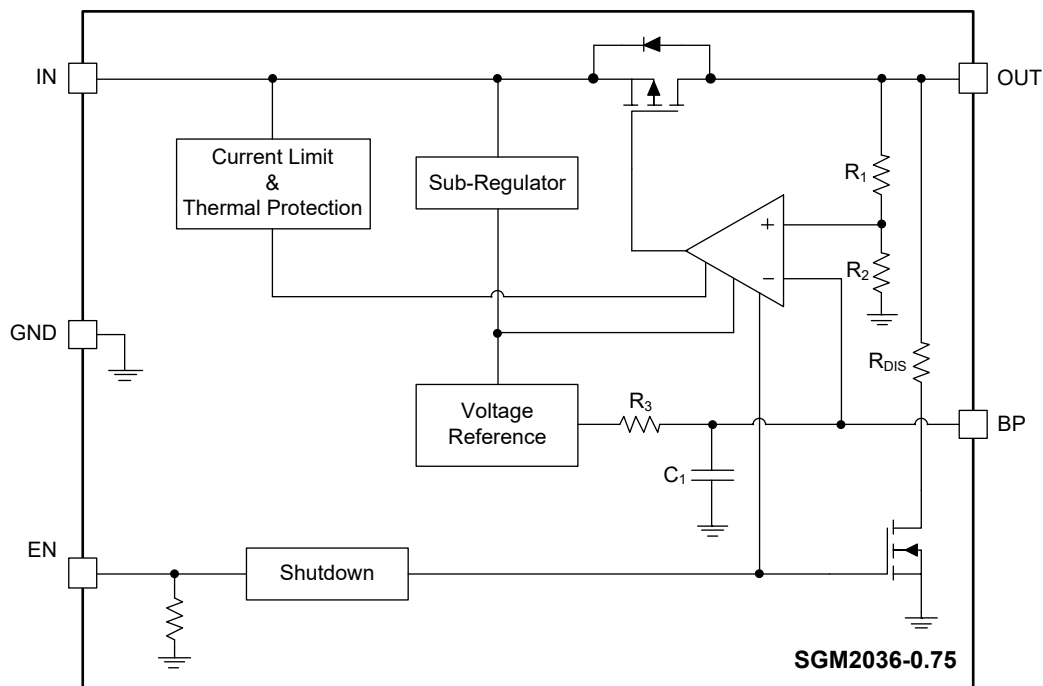 IN
OUT
Current Limit
&
Thermal Protection
Sub-Regulator
R₁
+
−
R₂
GND
R_DIS
Voltage
Reference
R₃
BP
C₁
EN
Shutdown
SGM2036-0.75